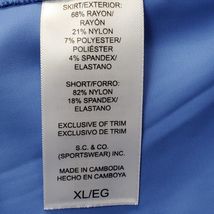 SKIRT/EXTERIOR:
68% RAYON/
RAYÓN
21% NYLON
7% POLYESTER/
POLIÉSTER
4% SPANDEX/
ELASTANO
SHORT/FORRO:
82% NYLON
18% SPANDEX/
ELASTANO
EXCLUSIVE OF TRIM
EXCLUSIVO DE TRIM
S.C. & CO.
(SPORTSWEAR) INC.
MADE IN CAMBODIA
HECHO EN CAMBOYA
XL/EG